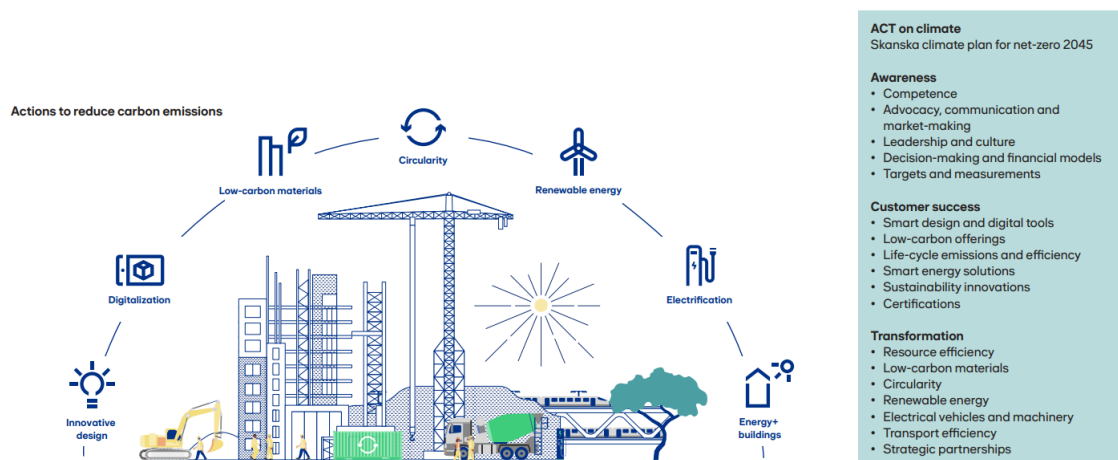 Actions to reduce carbon emissions
Circularity
Low-carbon materials
Renewable energy
Digitalization
Electrification
Innovative
design
Energy+
buildings
ACT on climate
Skanska climate plan for net-zero 2045
Awareness
• Competence
• Advocacy, communication and
market-making
• Leadership and culture
• Decision-making and financial models
• Targets and measurements
Customer success
• Smart design and digital tools
• Low-carbon offerings
• Life-cycle emissions and efficiency
• Smart energy solutions
• Sustainability innovations
• Certifications
Transformation
• Resource efficiency
• Low-carbon materials
• Circularity
• Renewable energy
• Electrical vehicles and machinery
• Transport efficiency
• Strategic partnerships